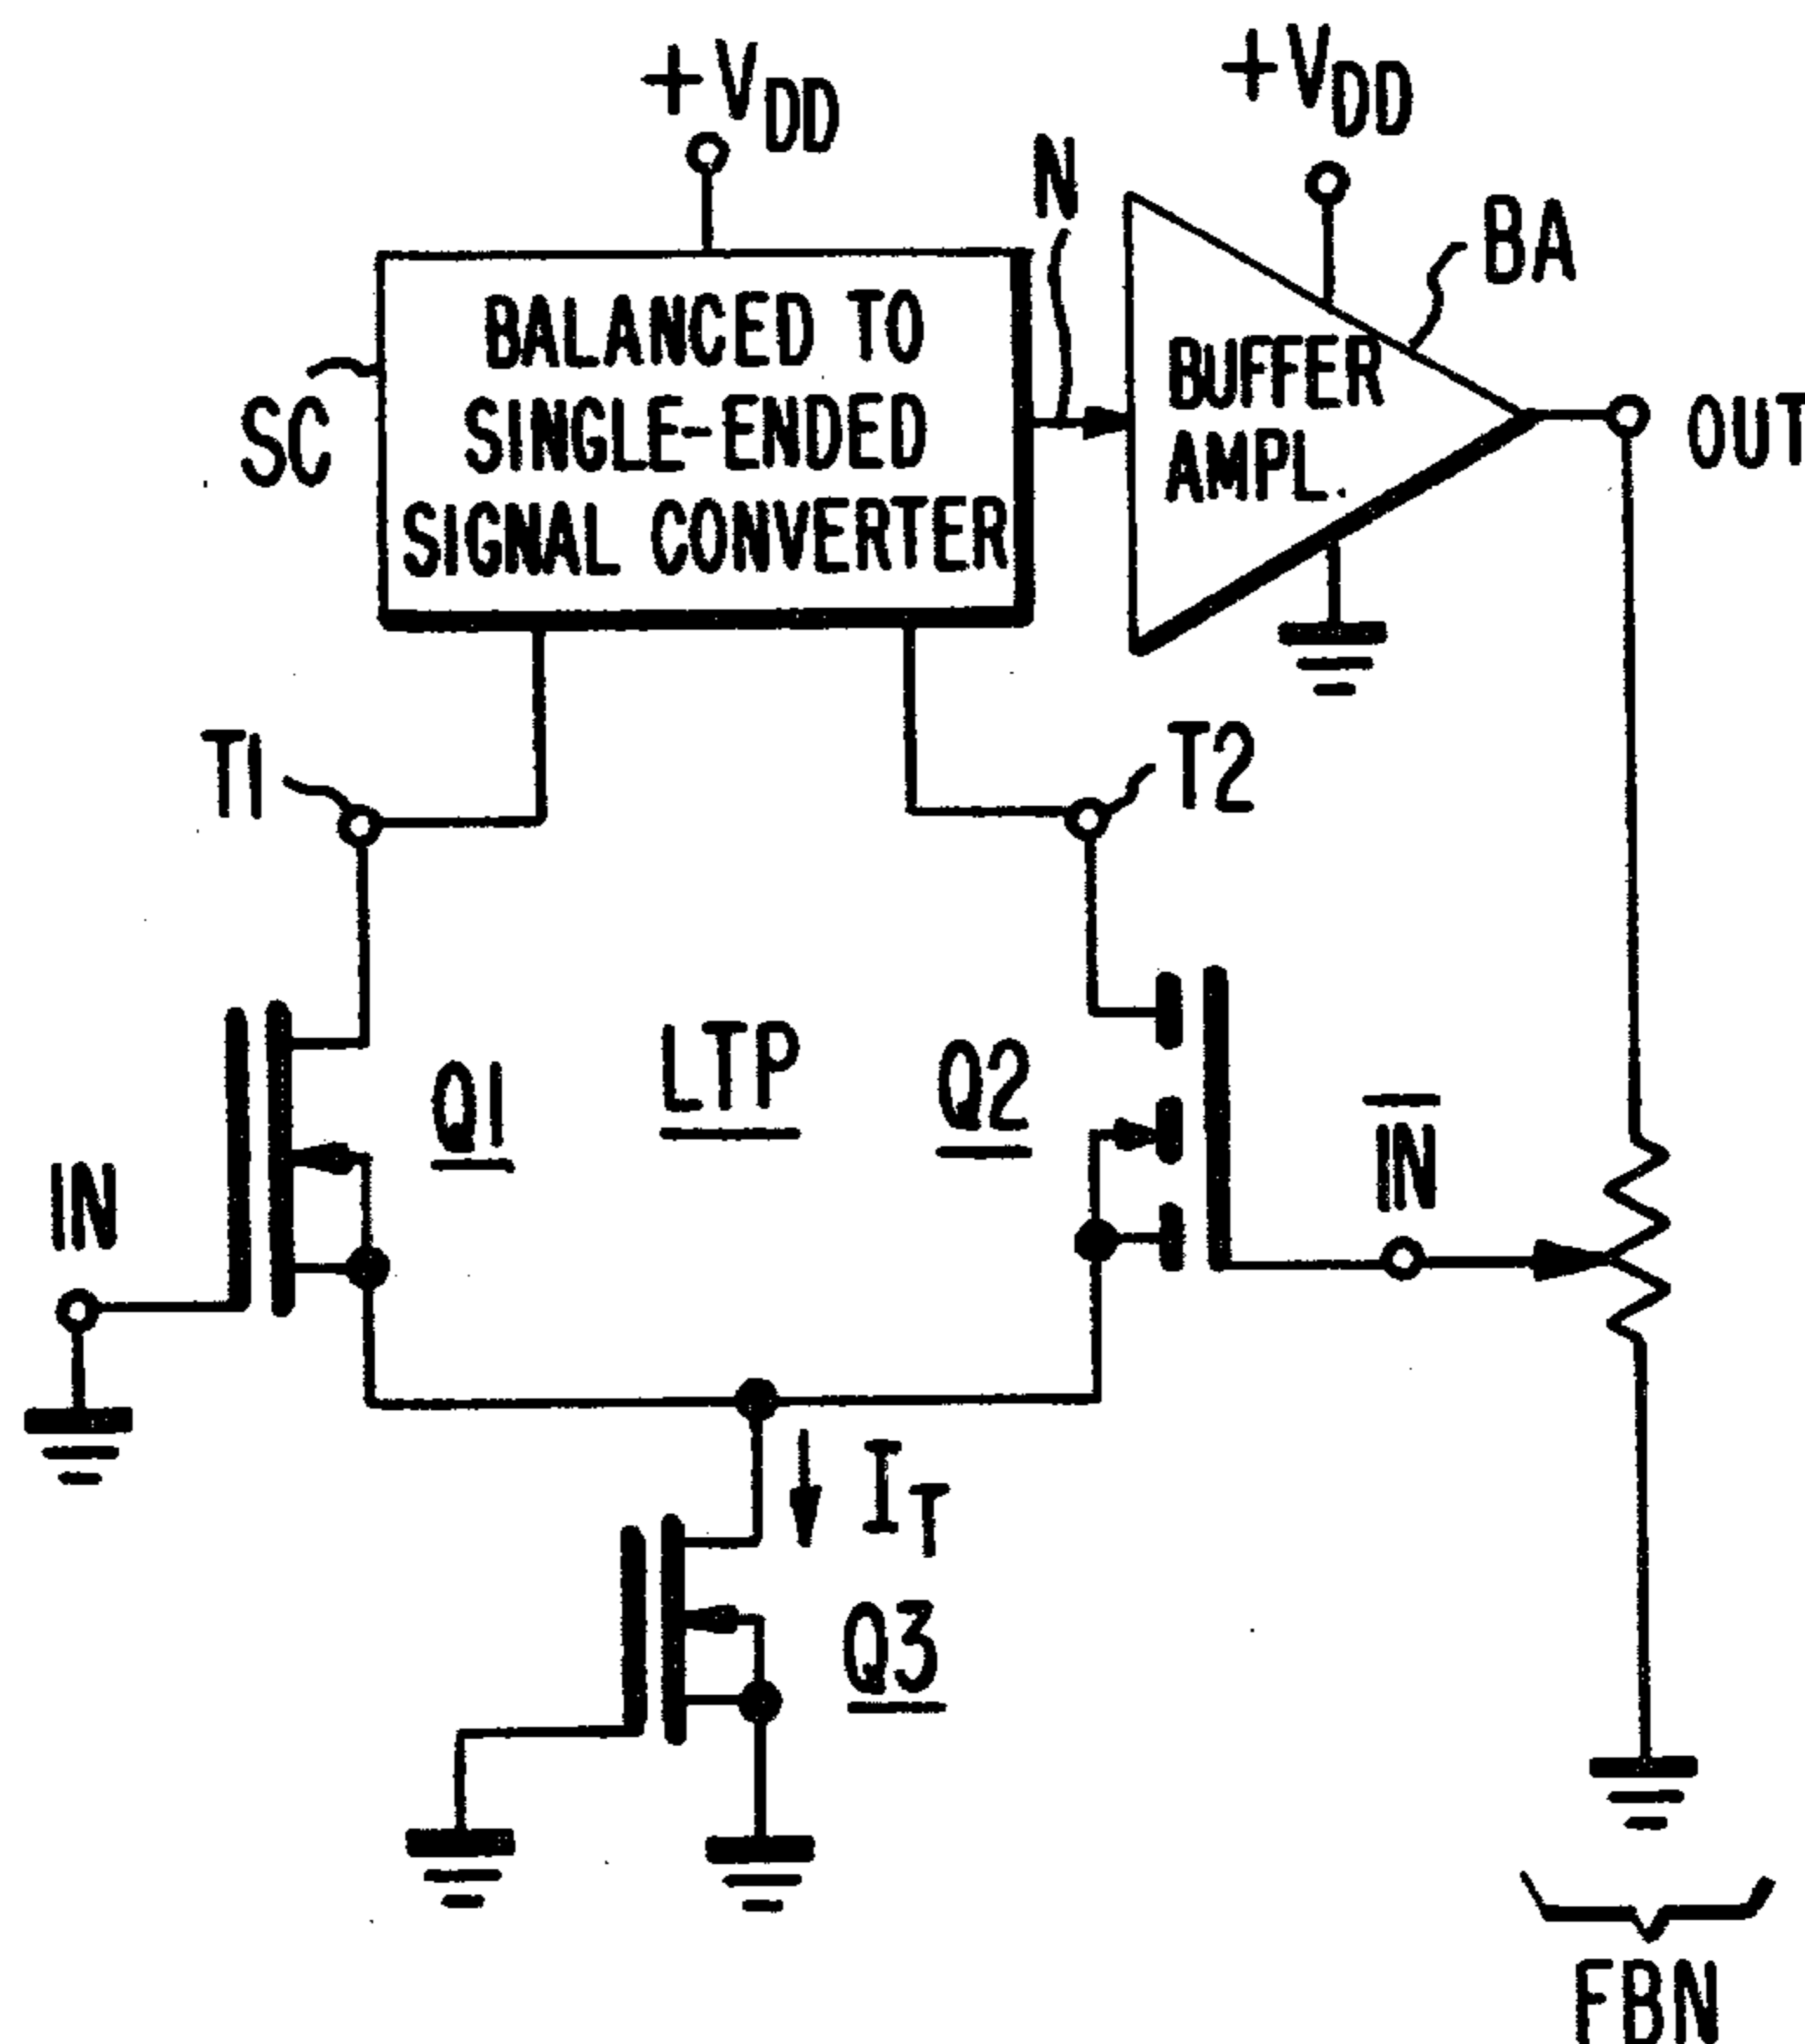 +VDD
+VDD
N
BA
BALANCED TO
SINGLE-ENDED
SIGNAL CONVERTER
SC
BUFFER
AMPL.
OUT
T1
T2
Q1
LTP
Q2
IN
I̅N̅
IT
Q3
FBN